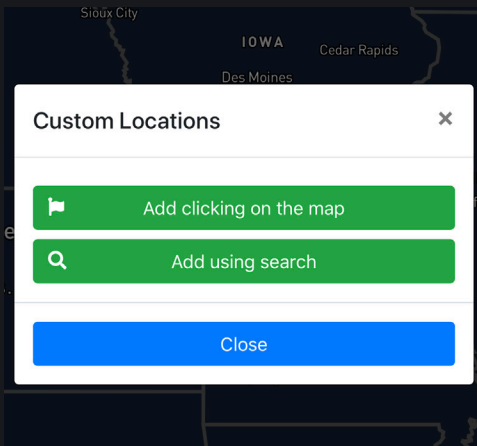 Sioux City
IOWA
Cedar Rapids
Des Moines
Custom Locations
×
Add clicking on the map
Add using search
Close